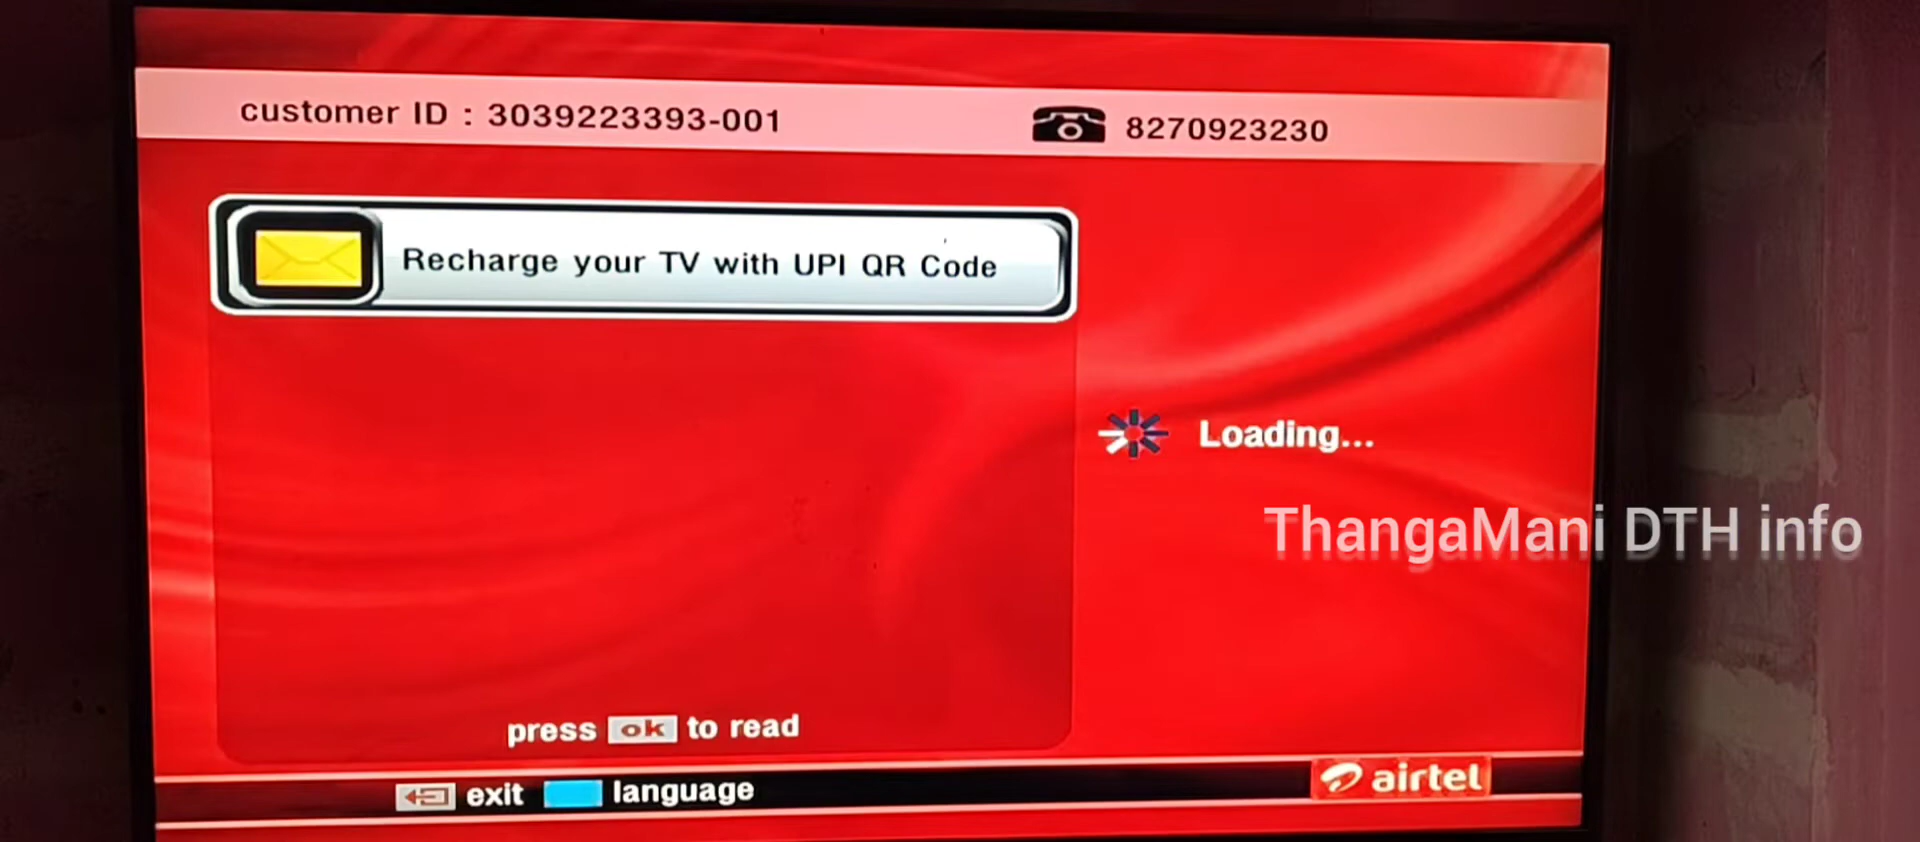 customer ID : 3039223393-001
8270923230
Recharge your TV with UPI QR Code
Loading...
ThangaMani DTH info
press ok to read
exit language
airtel